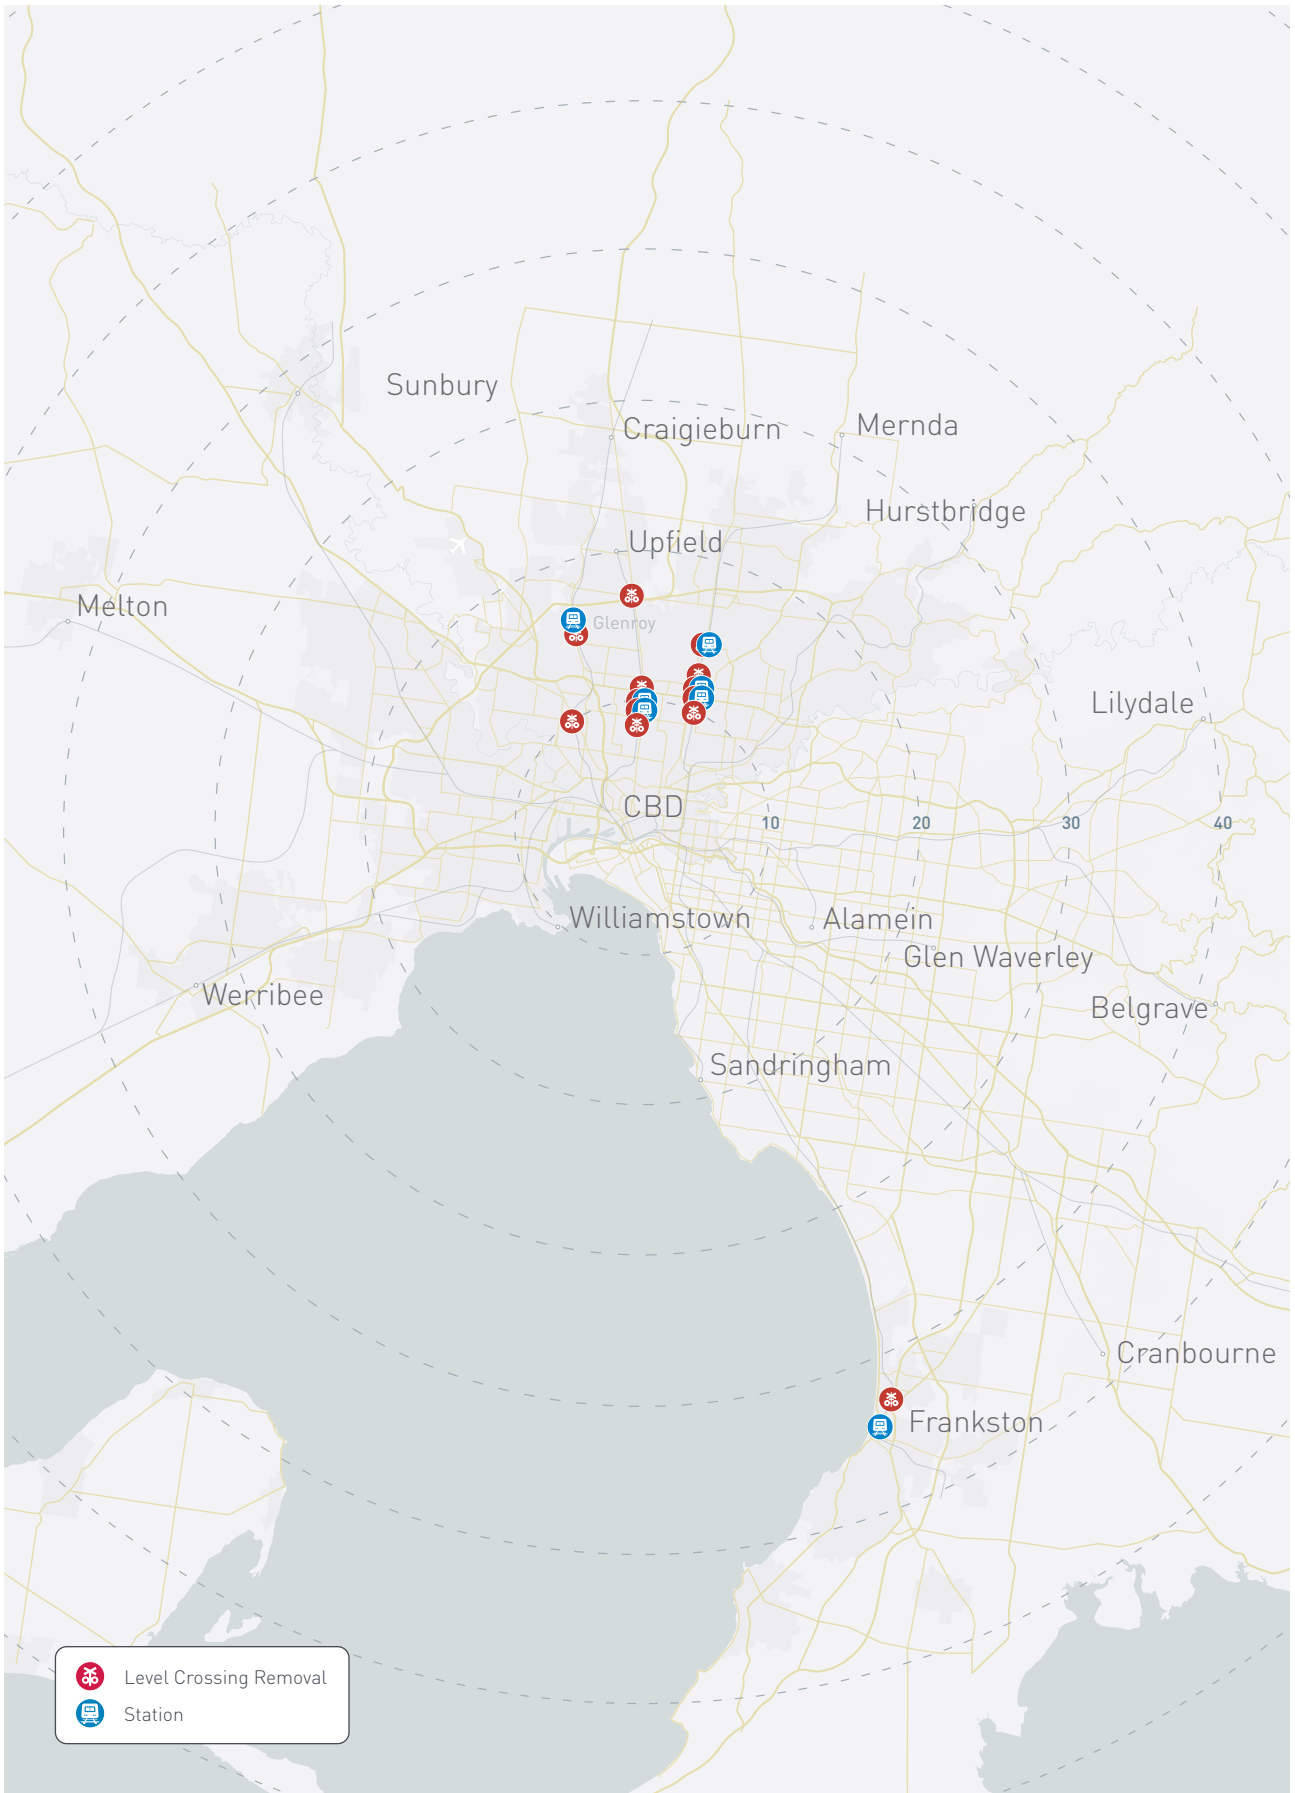 Sunbury
Craigieburn
Mernda
Hurstbridge
Upfield
Melton
Glenroy
Lilydale
CBD
10
20
30
40
Williamstown
Alamein
Glen Waverley
Werribee
Belgrave
Sandringham
Cranbourne
Frankston
Level Crossing Removal
Station